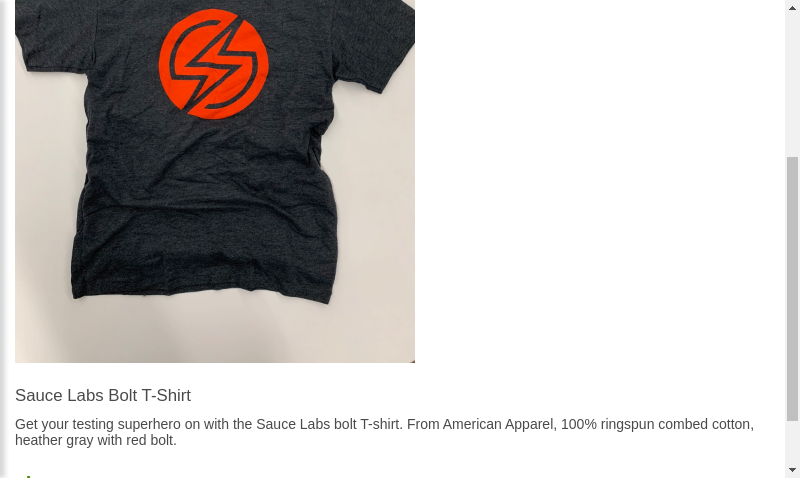 Sauce Labs Bolt T-Shirt
Get your testing superhero on with the Sauce Labs bolt T-shirt. From American Apparel, 100% ringspun combed cotton,
heather gray with red bolt.